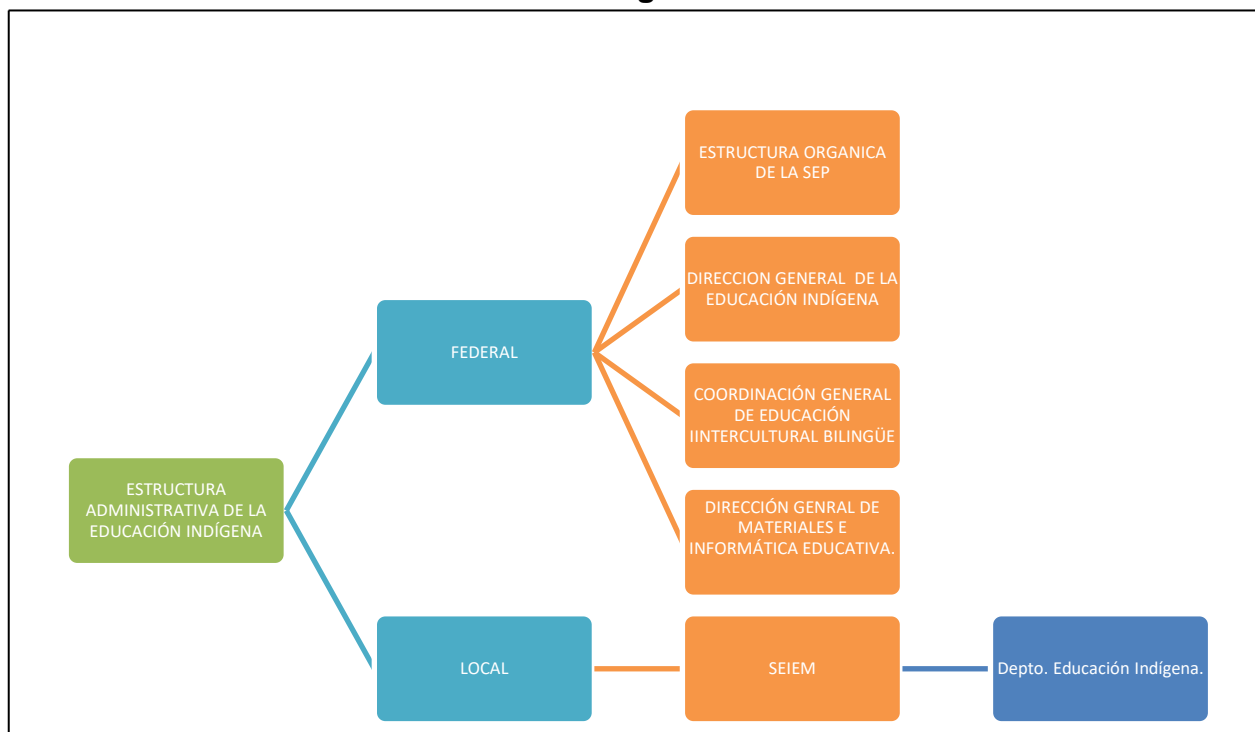 ESTRUCTURA ORGANICA
DE LA SEP
DIRECCION GENERAL DE LA
EDUCACIÓN INDÍGENA
FEDERAL
COORDINACIÓN GENERAL
DE EDUCACIÓN
IINTERCULTURAL BILINGÜE
ESTRUCTURA
ADMINISTRATIVA DE LA
EDUCACIÓN INDÍGENA
DIRECCIÓN GENRAL DE
MATERIALES E
INFORMÁTICA EDUCATIVA.
LOCAL
SEIEM
Depto. Educación Indígena.